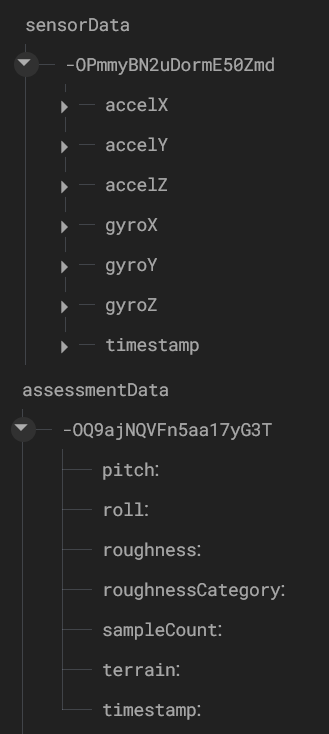 sensorData
-OPmmyBN2uDormE50Zmd
accelX
accelY
accelZ
gyroX
gyroY
gyroZ
timestamp
assessmentData
-OQ9ajNQVFn5aa17yG3T
pitch:
roll:
roughness:
roughnessCategory:
sampleCount:
terrain:
timestamp: